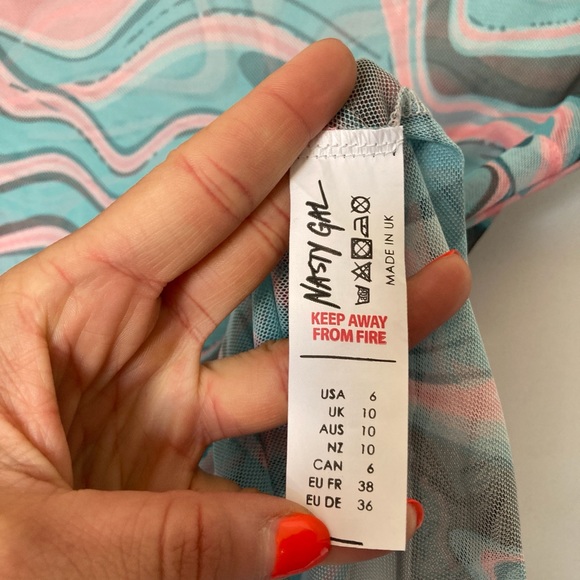 NASTY GAL
MADE IN UK
KEEP AWAY
FROM FIRE
USA 6
UK 10
AUS 10
NZ 10
CAN 6
EU FR 38
EU DE 36